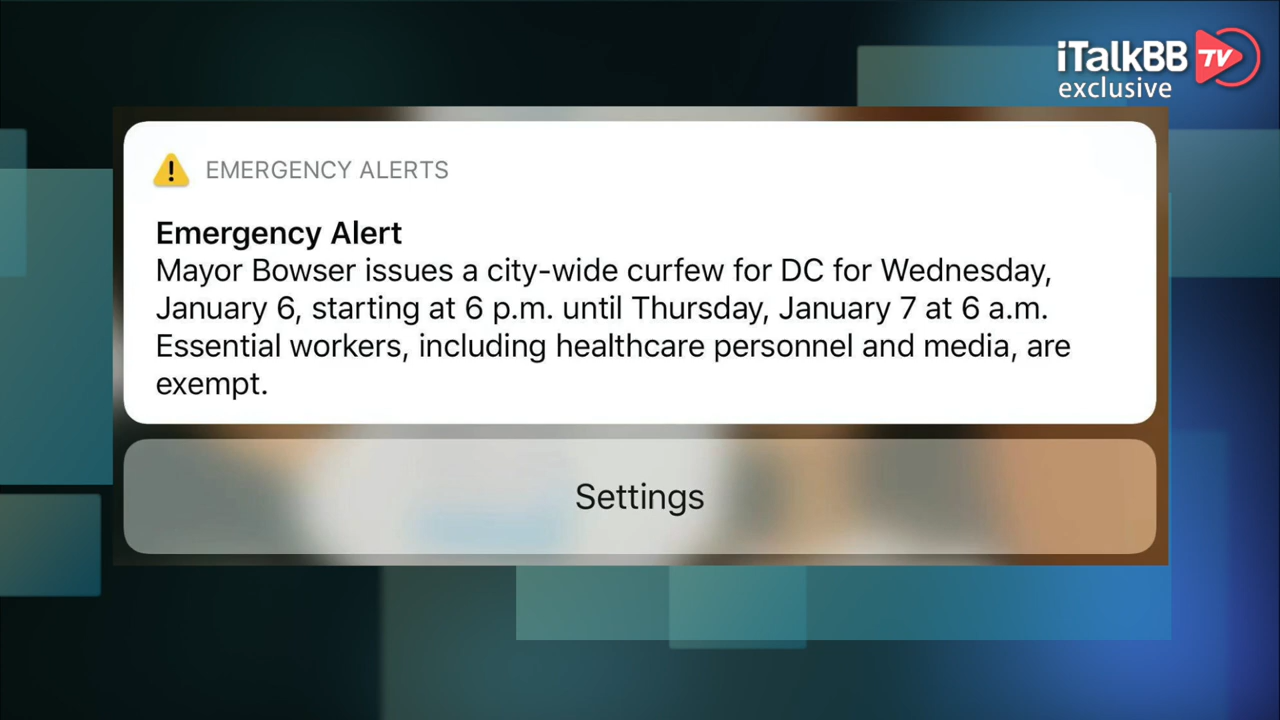 iTalkBB TV
exclusive
EMERGENCY ALERTS
Emergency Alert
Mayor Bowser issues a city-wide curfew for DC for Wednesday,
January 6, starting at 6 p.m. until Thursday, January 7 at 6 a.m.
Essential workers, including healthcare personnel and media, are
exempt.
Settings